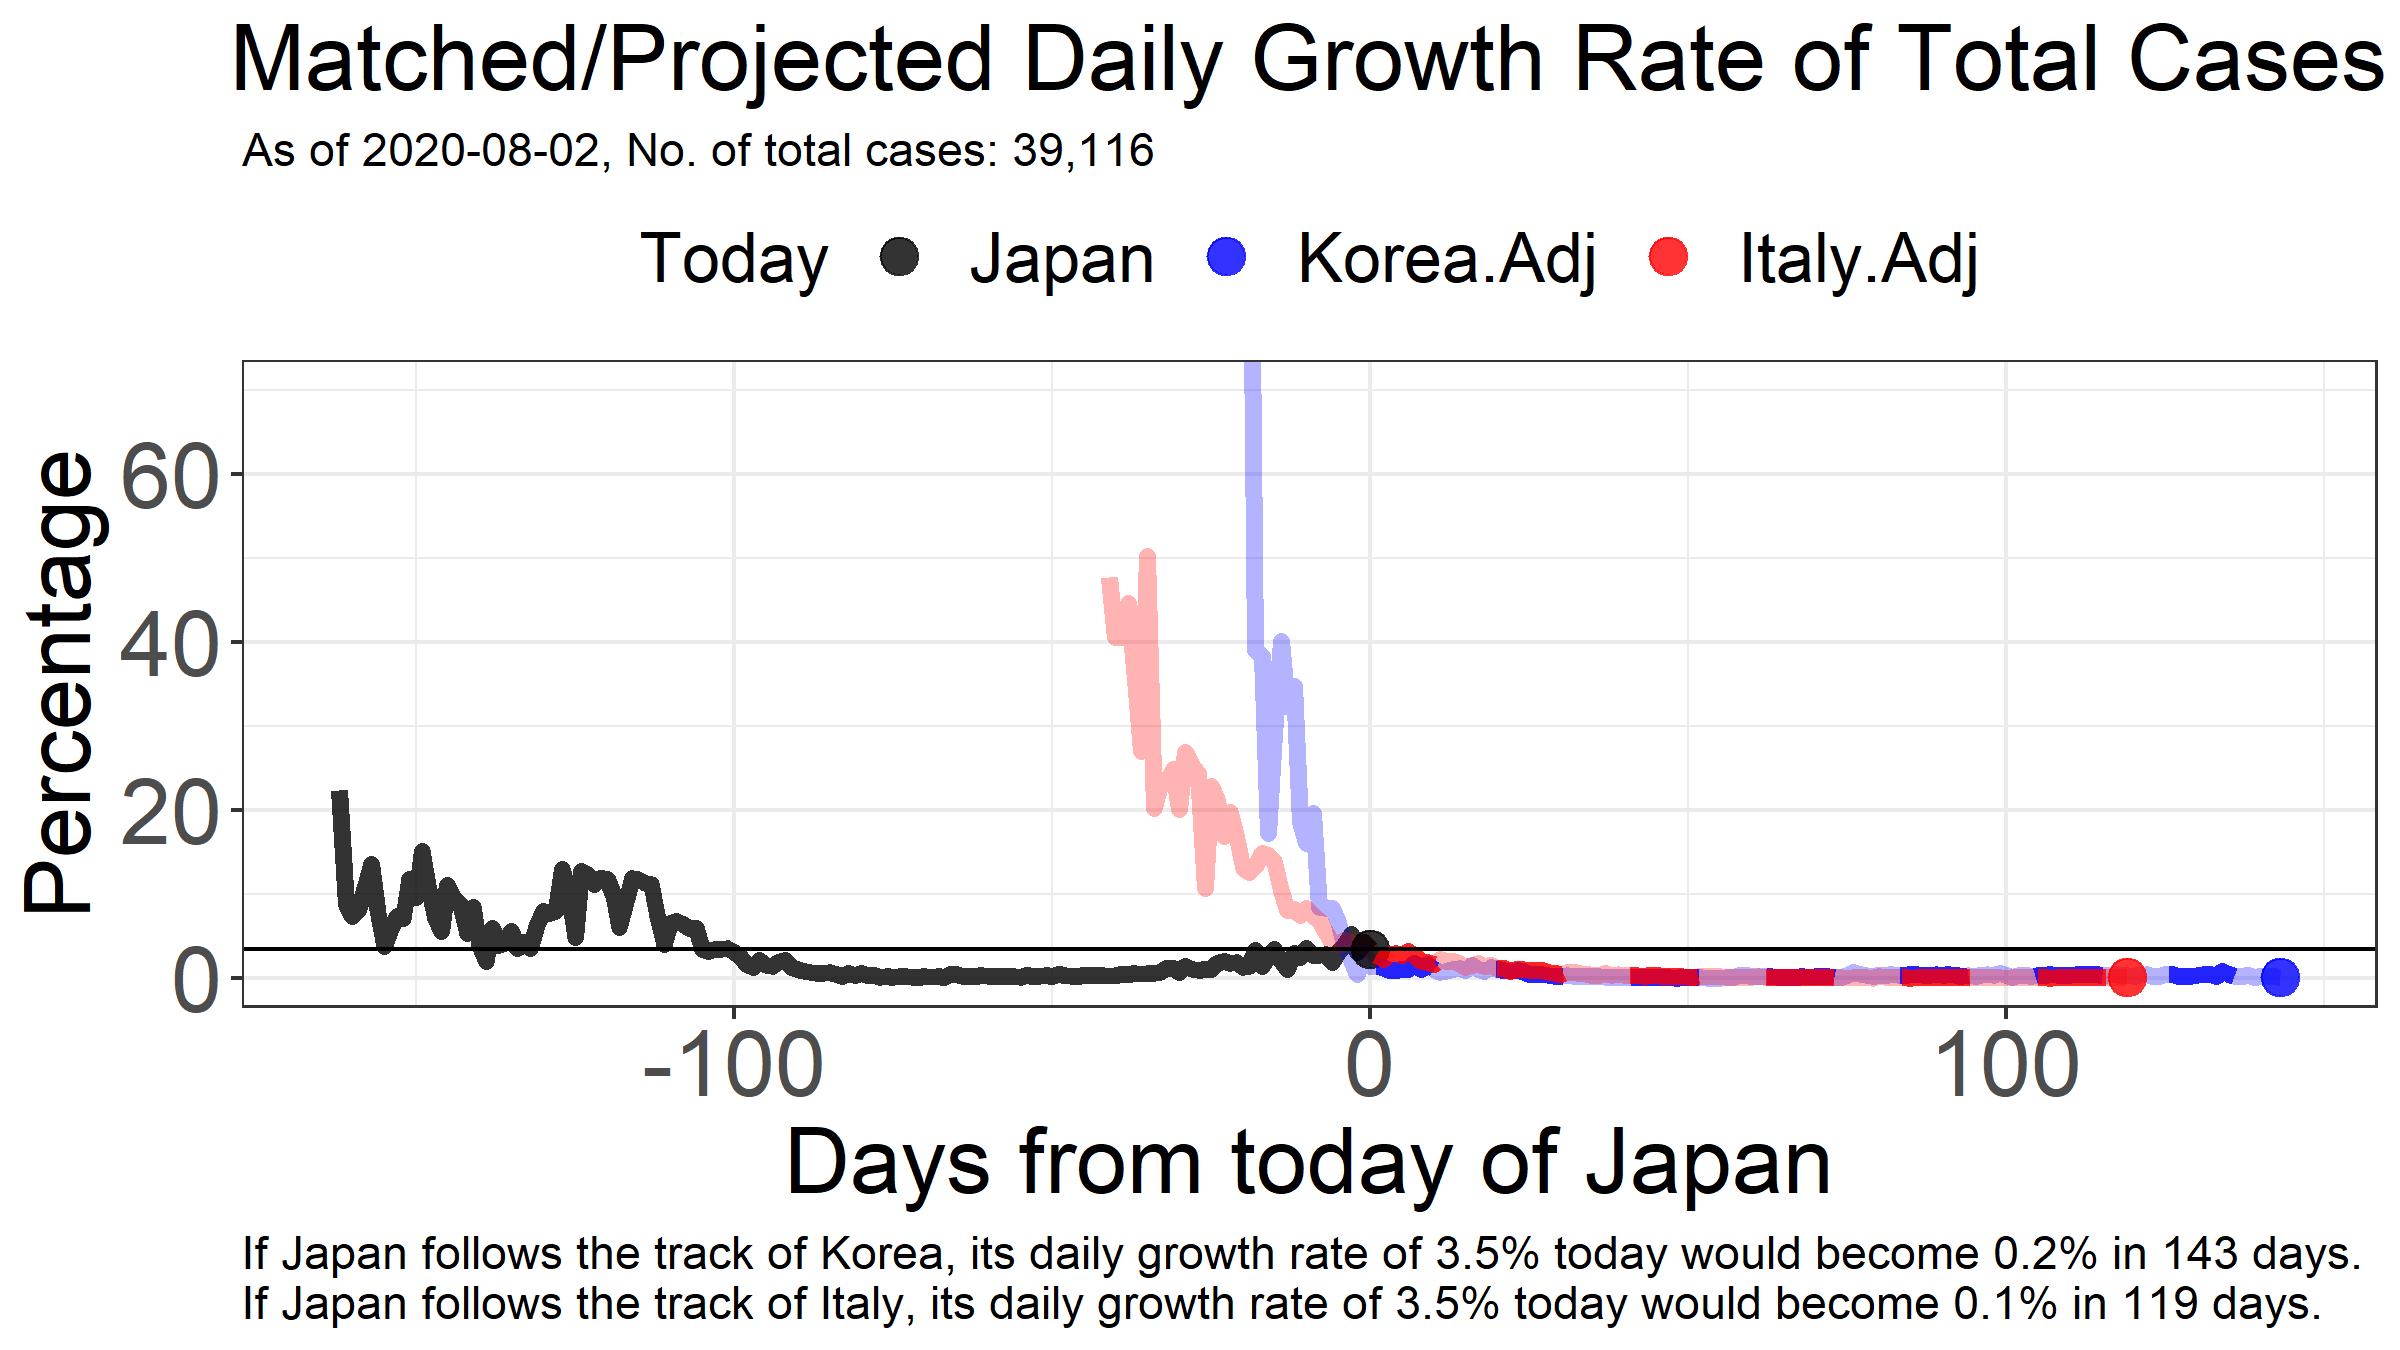 Matched/Projected Daily Growth Rate of Total Cases
As of 2020-08-02, No. of total cases: 39,116
Today Japan Korea.Adj Italy.Adj
Percentage
60
40
20
0
-100 0 100
Days from today of Japan
If Japan follows the track of Korea, its daily growth rate of 3.5% today would become 0.2% in 143 days.
If Japan follows the track of Italy, its daily growth rate of 3.5% today would become 0.1% in 119 days.